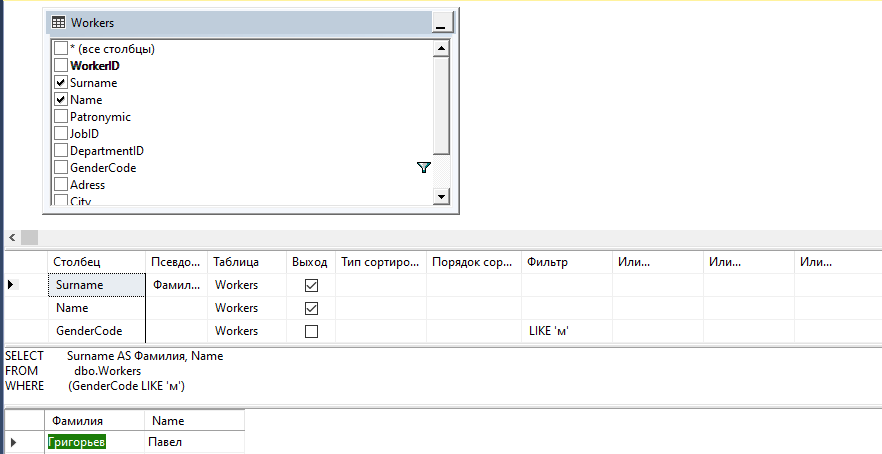 Workers
* (все столбцы)
WorkerID
Surname
Name
Patronymic
JobID
DepartmentID
GenderCode
Adress
City
Столбец Псевдо... Таблица Выход Тип сортиро... Порядок сор... Фильтр Или... Или... Или...
Surname Фамил... Workers
Name Workers
GenderCode Workers LIKE 'м'
SELECT Surname AS Фамилия, Name
FROM dbo.Workers
WHERE (GenderCode LIKE 'м')
Фамилия Name
Григорьев Павел